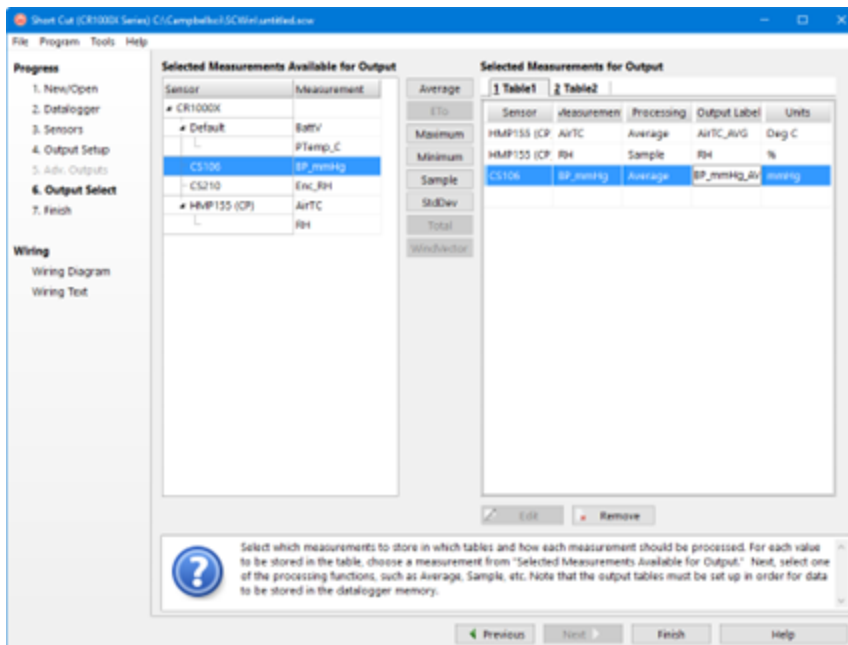 Short Cut (CR1000X Series) C:\Campbellsci\SCWin\untitled.scw
File Program Tools Help
Progress
1. New/Open
2. Datalogger
3. Sensors
4. Output Setup
5. Adv. Outputs
6. Output Select
7. Finish
Wiring
Wiring Diagram
Wiring Text
Selected Measurements Available for Output
Sensor Measurement
CR1000X
Default BattV
PTemp_C
CS106 BP_mmHg
CS210 Enc_RH
HMP155 (CP) AirTC
RH
Average
ETo
Maximum
Minimum
Sample
StdDev
Total
WindVector
Selected Measurements for Output
1 Table1 2 Table2
Sensor Measuremen Processing Output Label Units
HMP155 (CP AirTC Average AirTC_AVG Deg C
HMP155 (CP RH Sample RH %
CS106 BP_mmHg Average BP_mmHg_AV mmHg
Edit Remove
Select which measurements to store in which tables and how each measurement should be processed. For each value
to be stored in the table, choose a measurement from "Selected Measurements Available for Output." Next, select one
of the processing functions, such as Average, Sample, etc. Note that the output tables must be set up in order for data
to be stored in the datalogger memory.
Previous Next Finish Help